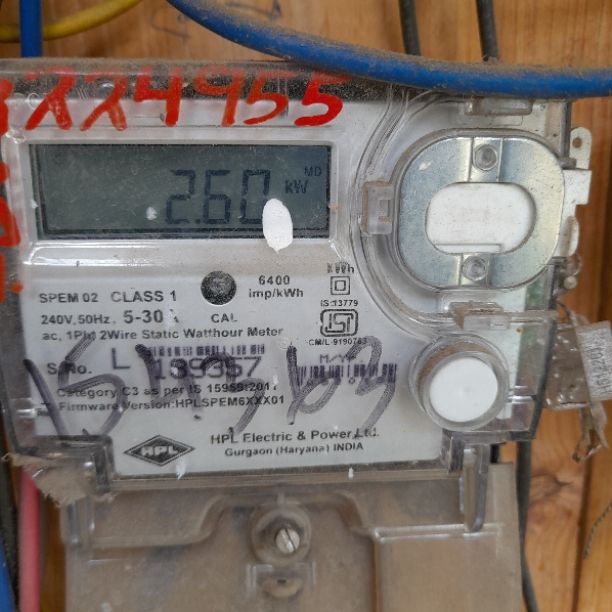 224955
MD
2.60 kW
kWh
6400
imp/kWh
IS:13779
SPEM 02 CLASS 1
240V,50Hz, 5-30 A CAL
ac, 1PH 2Wire Static Watthour Meter
CM/L-9190763
S.No.
Category C3 as per IS 15959:2011
Firmware Version:HPLSPEM6XXX01
HPL
HPL Electric & Power Ltd.
Gurgaon (Haryana) INDIA